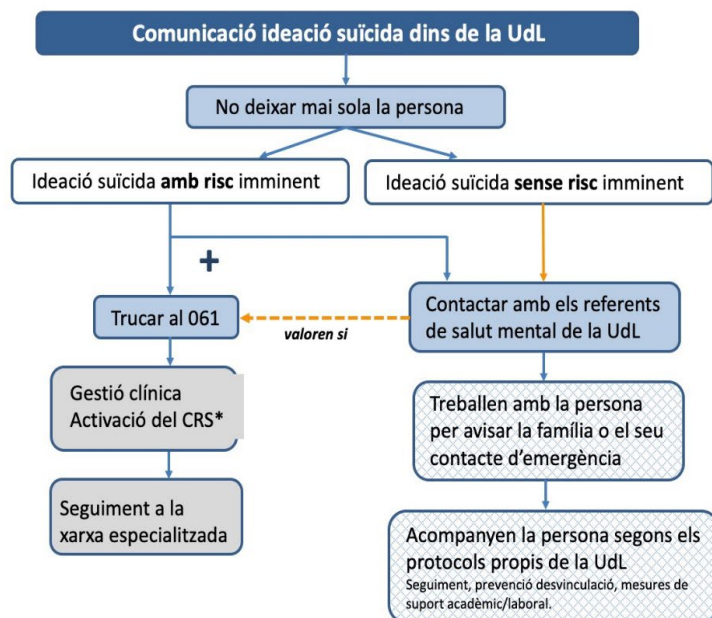 Comunicació ideació suïcida dins de la UdL
No deixar mai sola la persona
Ideació suïcida amb risc imminent
Ideació suïcida sense risc imminent
+
Trucar al 061
valoren si
Contactar amb els referents
de salut mental de la UdL
Gestió clínica
Activació del CRS*
Treballen amb la persona
per avisar la família o el seu
contacte d’emergència
Seguiment a la
xarxa especialitzada
Acompanyen la persona segons els
protocols propis de la UdL
Seguiment, prevenció desvinculació, mesures de
suport acadèmic/laboral.